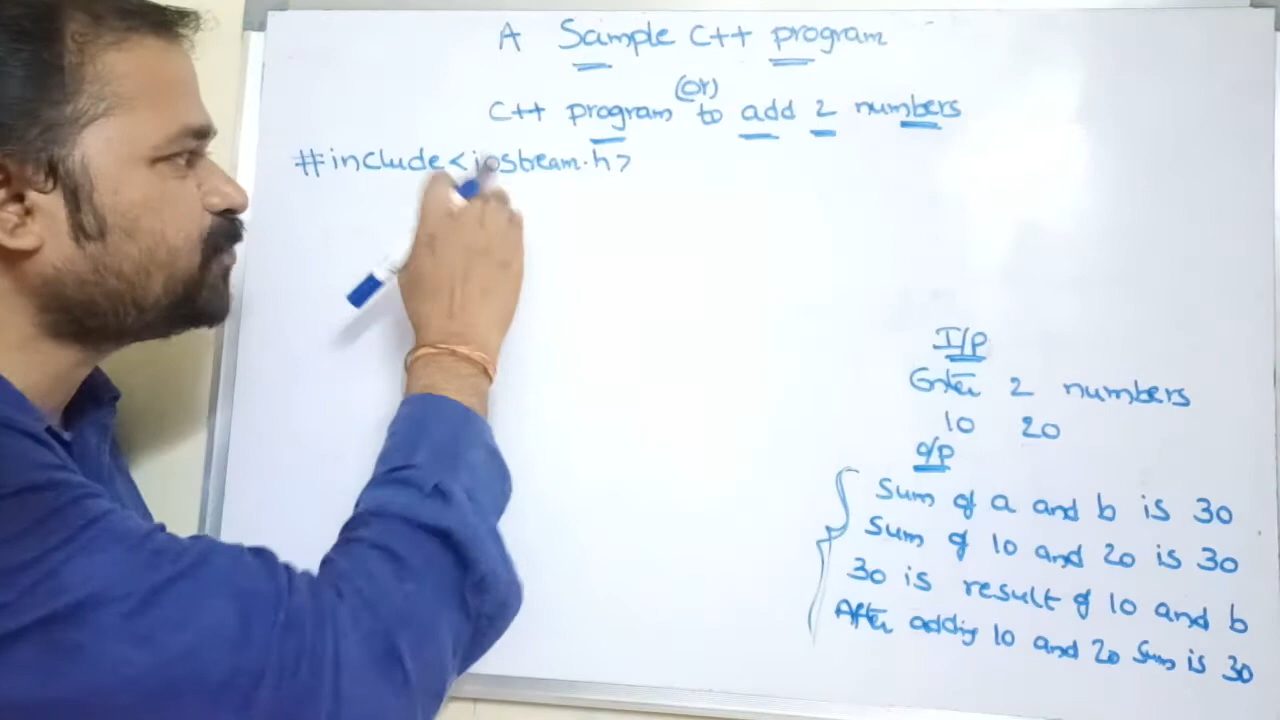 A Sample C++ program
(or)
C++ program to add 2 numbers
#include<iostream.h>
I/P
Enter 2 numbers
10 20
O/P
Sum of a and b is 30
Sum of 10 and 20 is 30
30 is result of 10 and b
After adding 10 and 20 Sum is 30